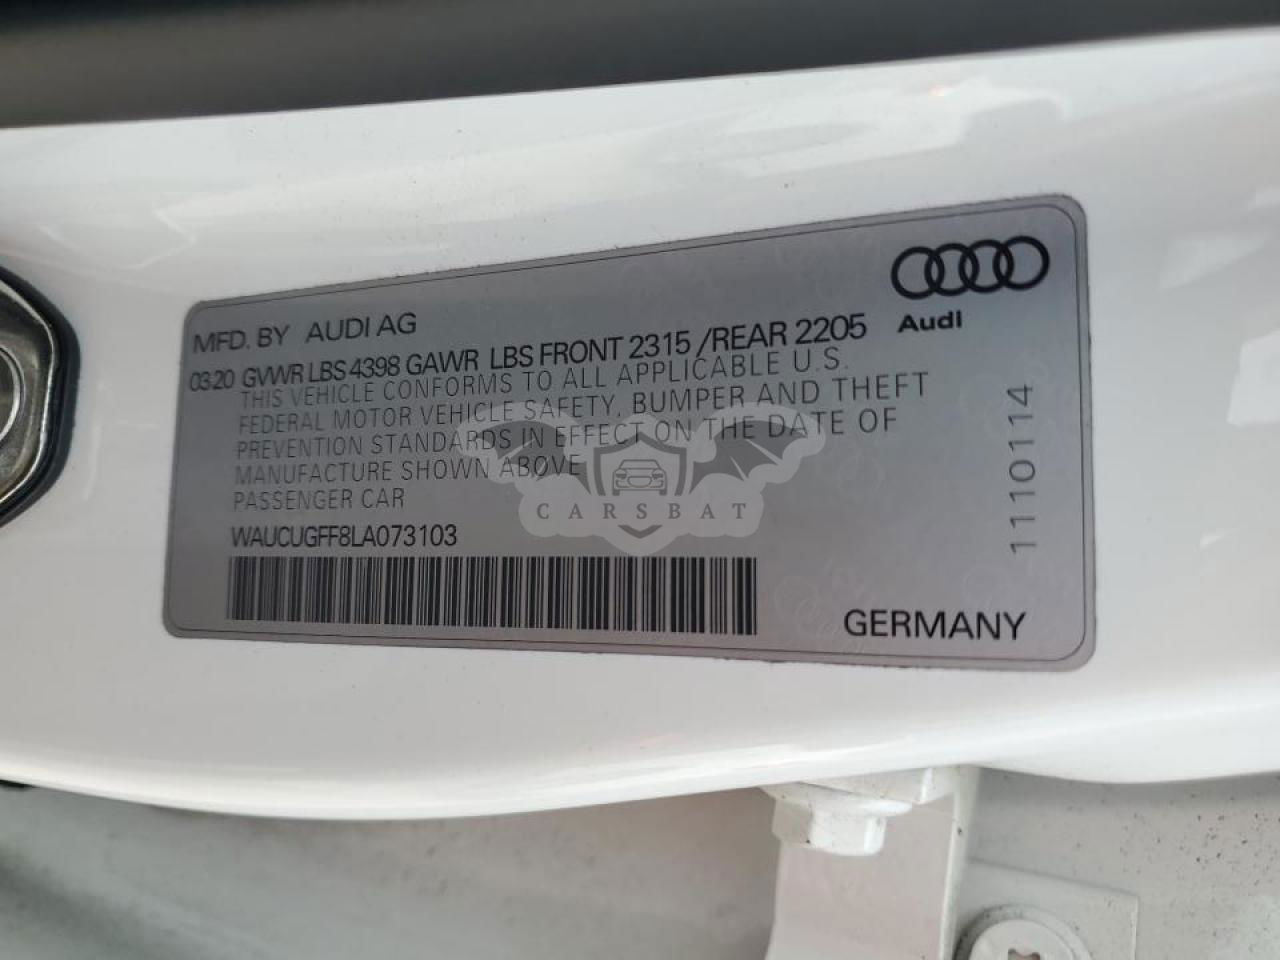 MFD. BY AUDI AG
0320 GVWR LBS 4398 GAWR LBS FRONT 2315 /REAR 2205
THIS VEHICLE CONFORMS TO ALL APPLICABLE U.S.
FEDERAL MOTOR VEHICLE SAFETY, BUMPER AND THEFT
PREVENTION STANDARDS IN EFFECT ON THE DATE OF
MANUFACTURE SHOWN ABOVE
PASSENGER CAR
WAUCUGFF8LA073103
Audi
1110114
GERMANY
CARSBAT